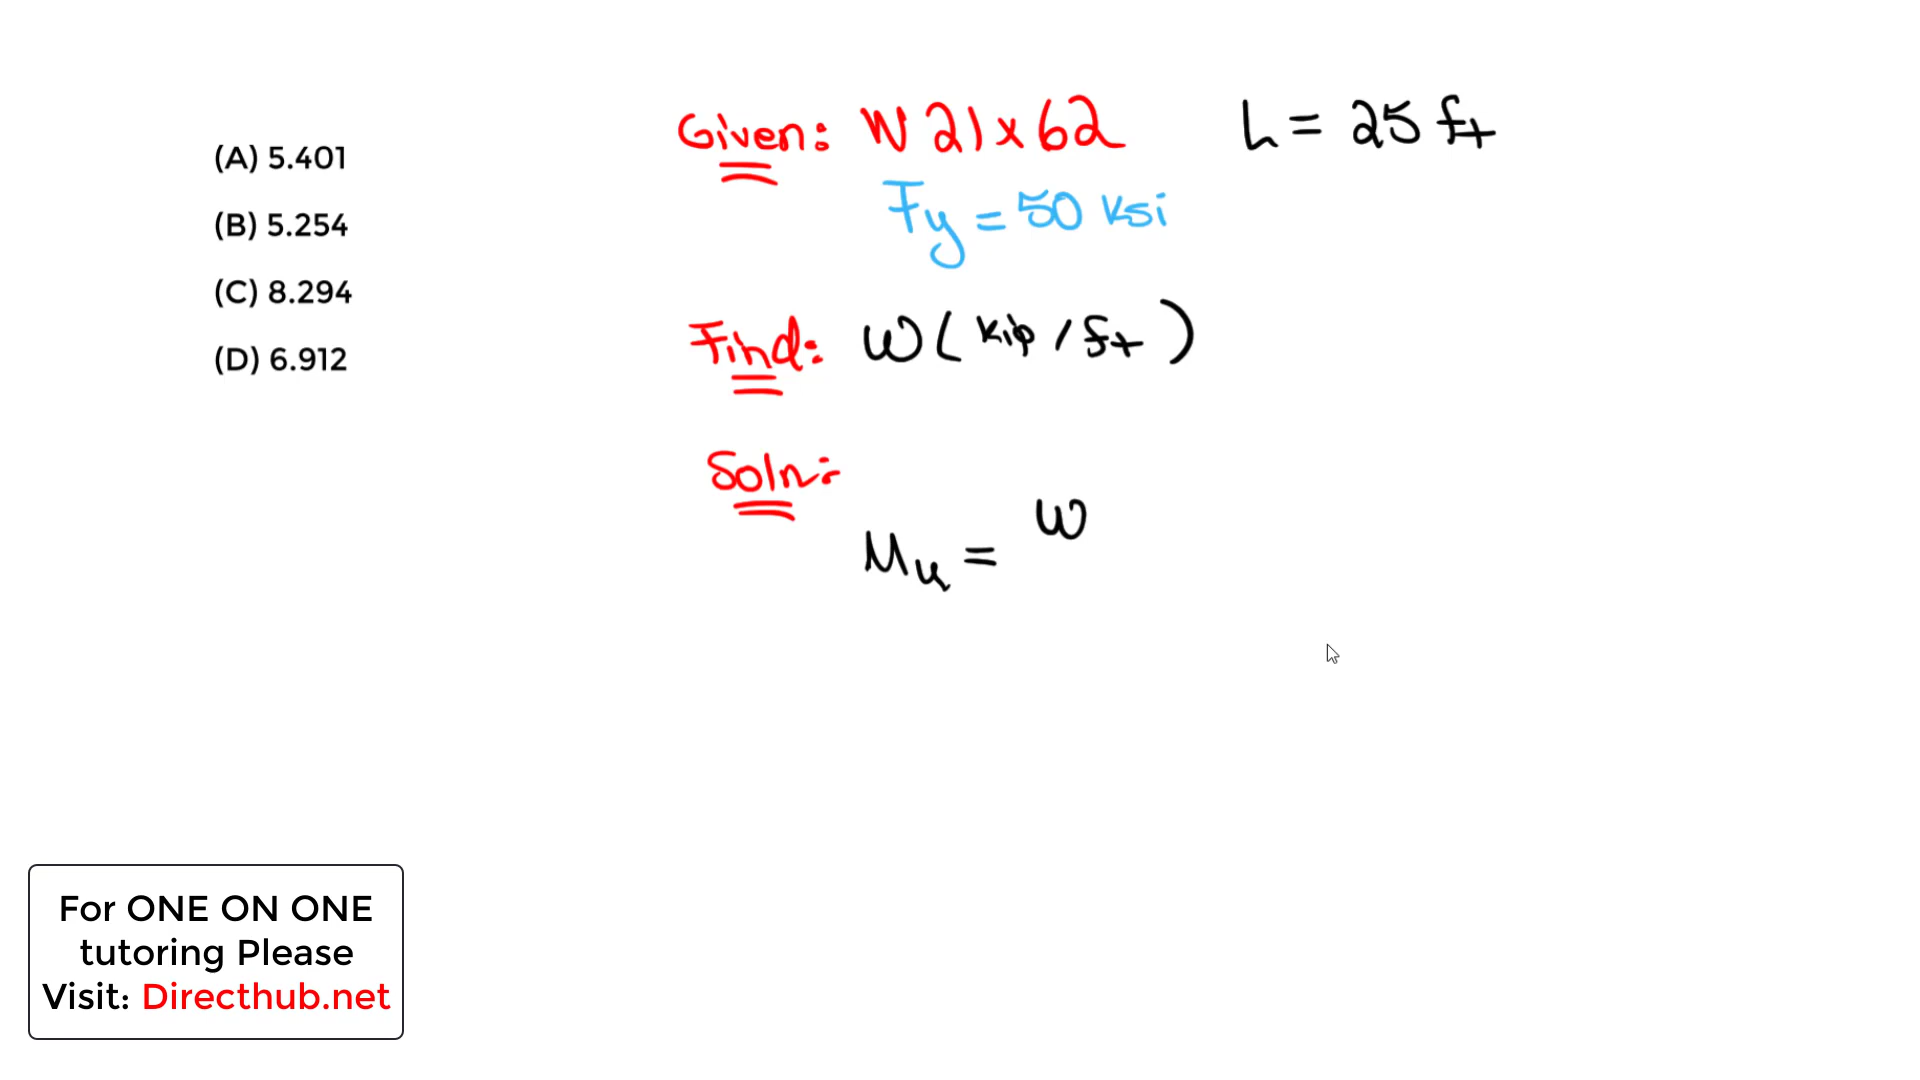 (A) 5.401
(B) 5.254
(C) 8.294
(D) 6.912
Given: W 21 x 62 L = 25 ft
Fy = 50 ksi
Find: w ( kip / ft )
Soln:
Mu = w
For ONE ON ONE
tutoring Please
Visit: Directhub.net